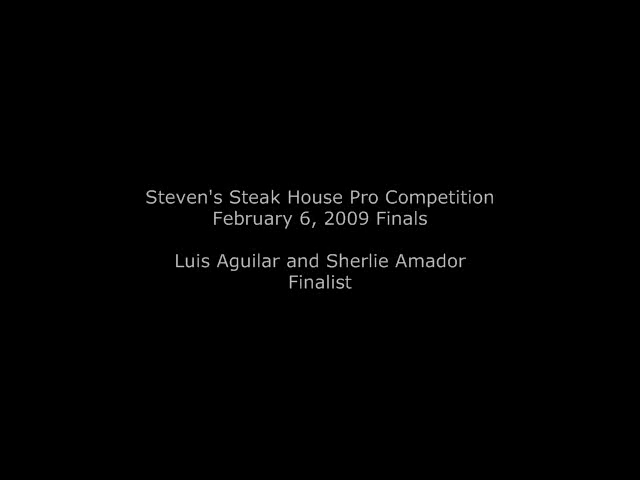 Steven's Steak House Pro Competition
February 6, 2009 Finals
Luis Aguilar and Sherlie Amador
Finalist